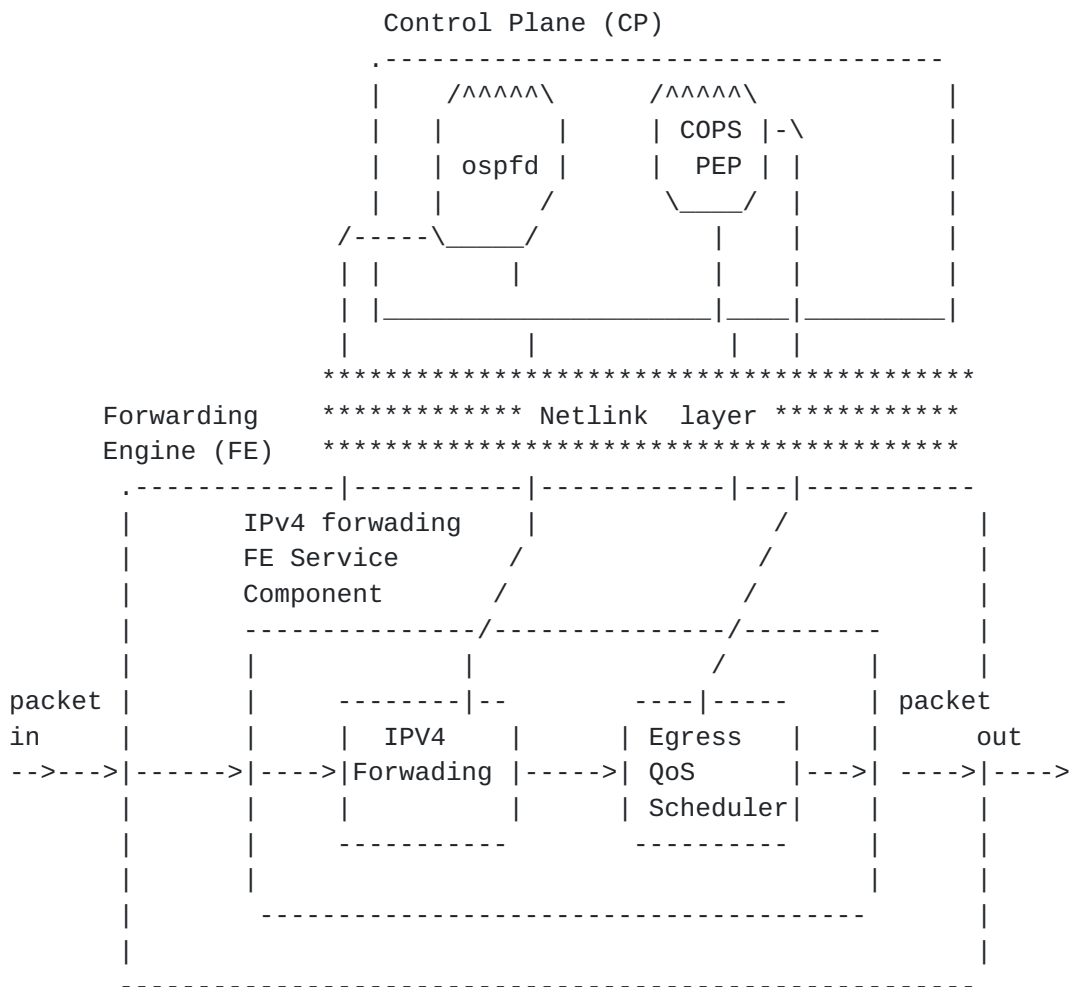 Control Plane (CP)
COPS
ospfd PEP
Forwarding Netlink layer
Engine (FE)
IPv4 forwading
FE Service
Component
packet packet
in IPV4 Egress out
Forwading QoS
Scheduler